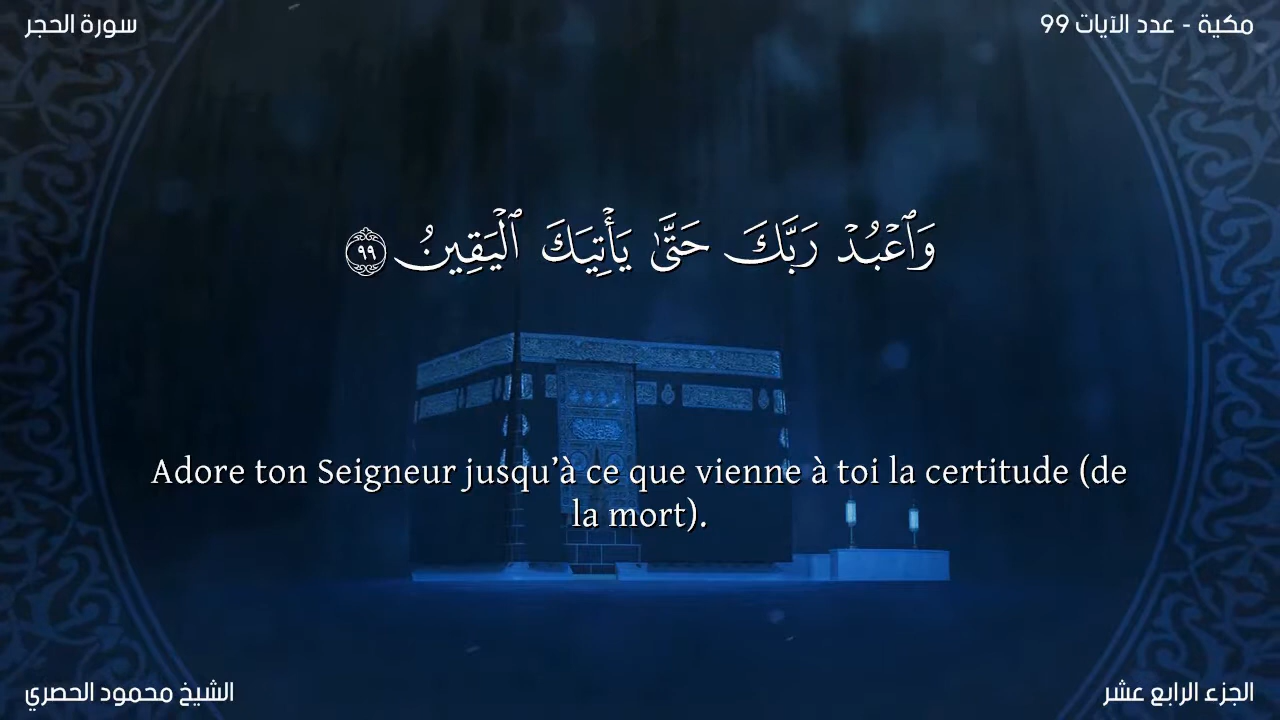 سورة الحجر
مكية - عدد الآيات 99
وَٱعْبُدْ رَبَّكَ حَتَّىٰ يَأْتِيَكَ ٱلْيَقِينُ ٩٩
Adore ton Seigneur jusqu’à ce que vienne à toi la certitude (de
la mort).
الشيخ محمود الحصري
الجزء الرابع عشر